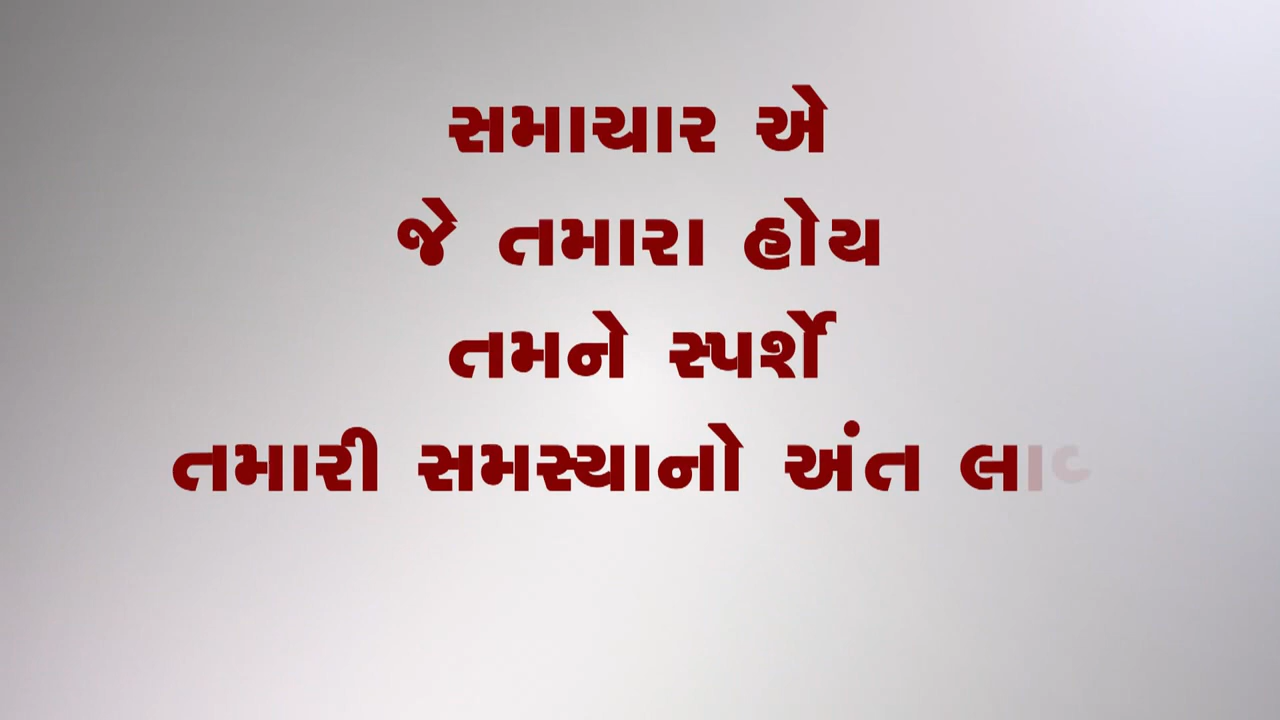 સમાચાર એ
જે તમારા હોય
તમને સ્પર્શે
તમારી સમસ્યાનો અંત